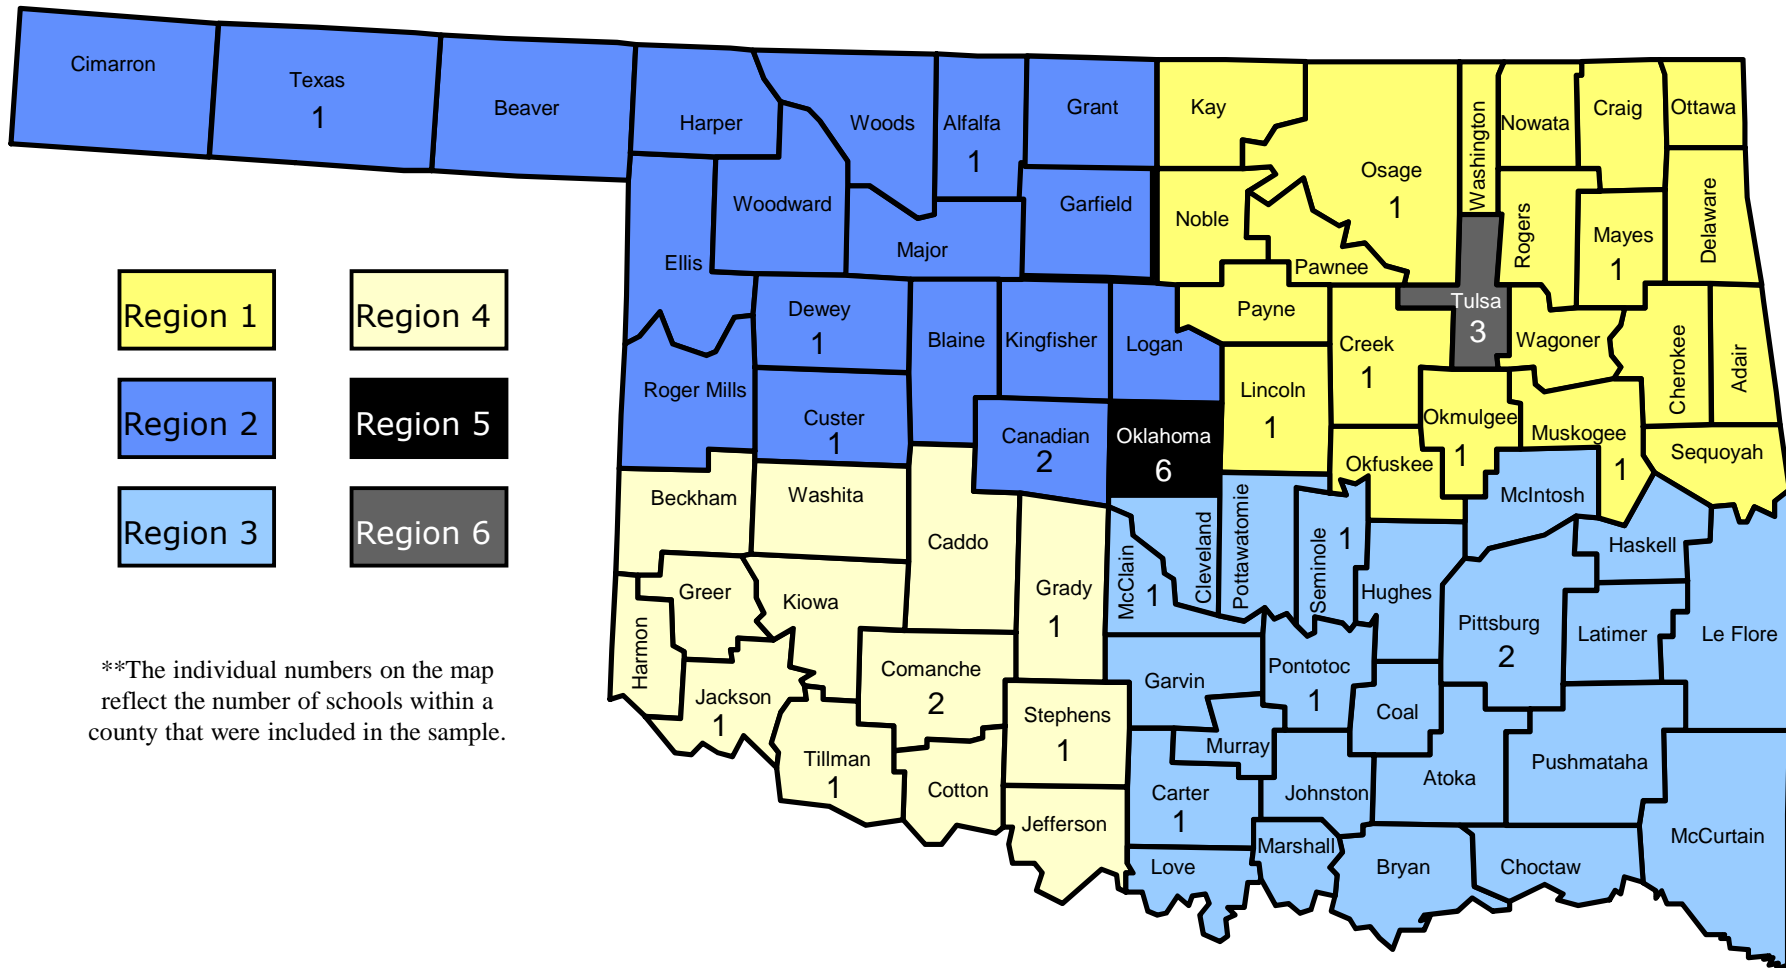 Cimarron
Texas
1
Beaver
Harper
Woods
Alfalfa
1
Grant
Kay
Osage
1
Washington
Nowata
Craig
Ottawa
Woodward
Major
Garfield
Noble
Pawnee
Rogers
Mayes
1
Delaware
Ellis
Dewey
1
Blaine
Kingfisher
Logan
Payne
Creek
1
Tulsa
3
Wagoner
Cherokee
Adair
Roger Mills
Custer
1
Canadian
2
Oklahoma
6
Lincoln
1
Okmulgee
1
Muskogee
1
Okfuskee
Sequoyah
Region 1
Region 4
Region 2
Region 5
Region 3
Region 6
Beckham
Washita
Caddo
Grady
1
McClain
1
Cleveland
Pottawatomie
Seminole
1
Hughes
McIntosh
Haskell
Pittsburg
2
Latimer
Le Flore
Harmon
Greer
Kiowa
Comanche
2
Jackson
1
Tillman
1
Cotton
Stephens
1
Jefferson
Garvin
Pontotoc
1
Coal
Murray
Carter
1
Johnston
Atoka
Pushmataha
McCurtain
Love
Marshall
Bryan
Choctaw
**The individual numbers on the map
reflect the number of schools within a
county that were included in the sample.